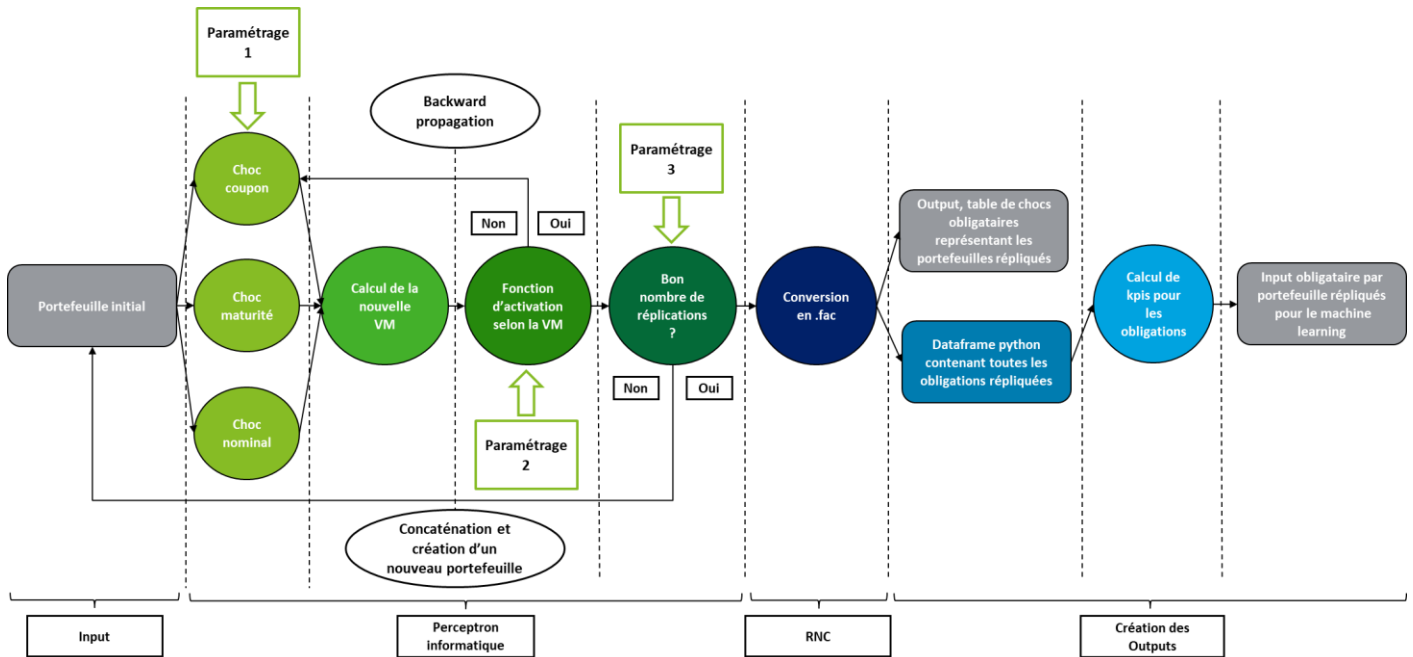 Paramétrage
1
Backward
propagation
Paramétrage
3
Choc
coupon
Non
Oui
Output, table de chocs
obligataires
représentant les
portefeuilles répliqués
Portefeuille initial
Choc
maturité
Calcul de la
nouvelle
VM
Fonction
d'activation
selon la VM
Bon
nombre de
réplications
?
Conversion
en .fac
Calcul de
kpis pour
les
obligations
Input obligataire par
portefeuille répliqués
pour le machine
learning
Dataframe python
contenant toutes les
obligations répliquées
Non
Oui
Choc
nominal
Paramétrage
2
Concaténation et
création d'un
nouveau portefeuille
Input
Perceptron
informatique
RNC
Création des
Outputs